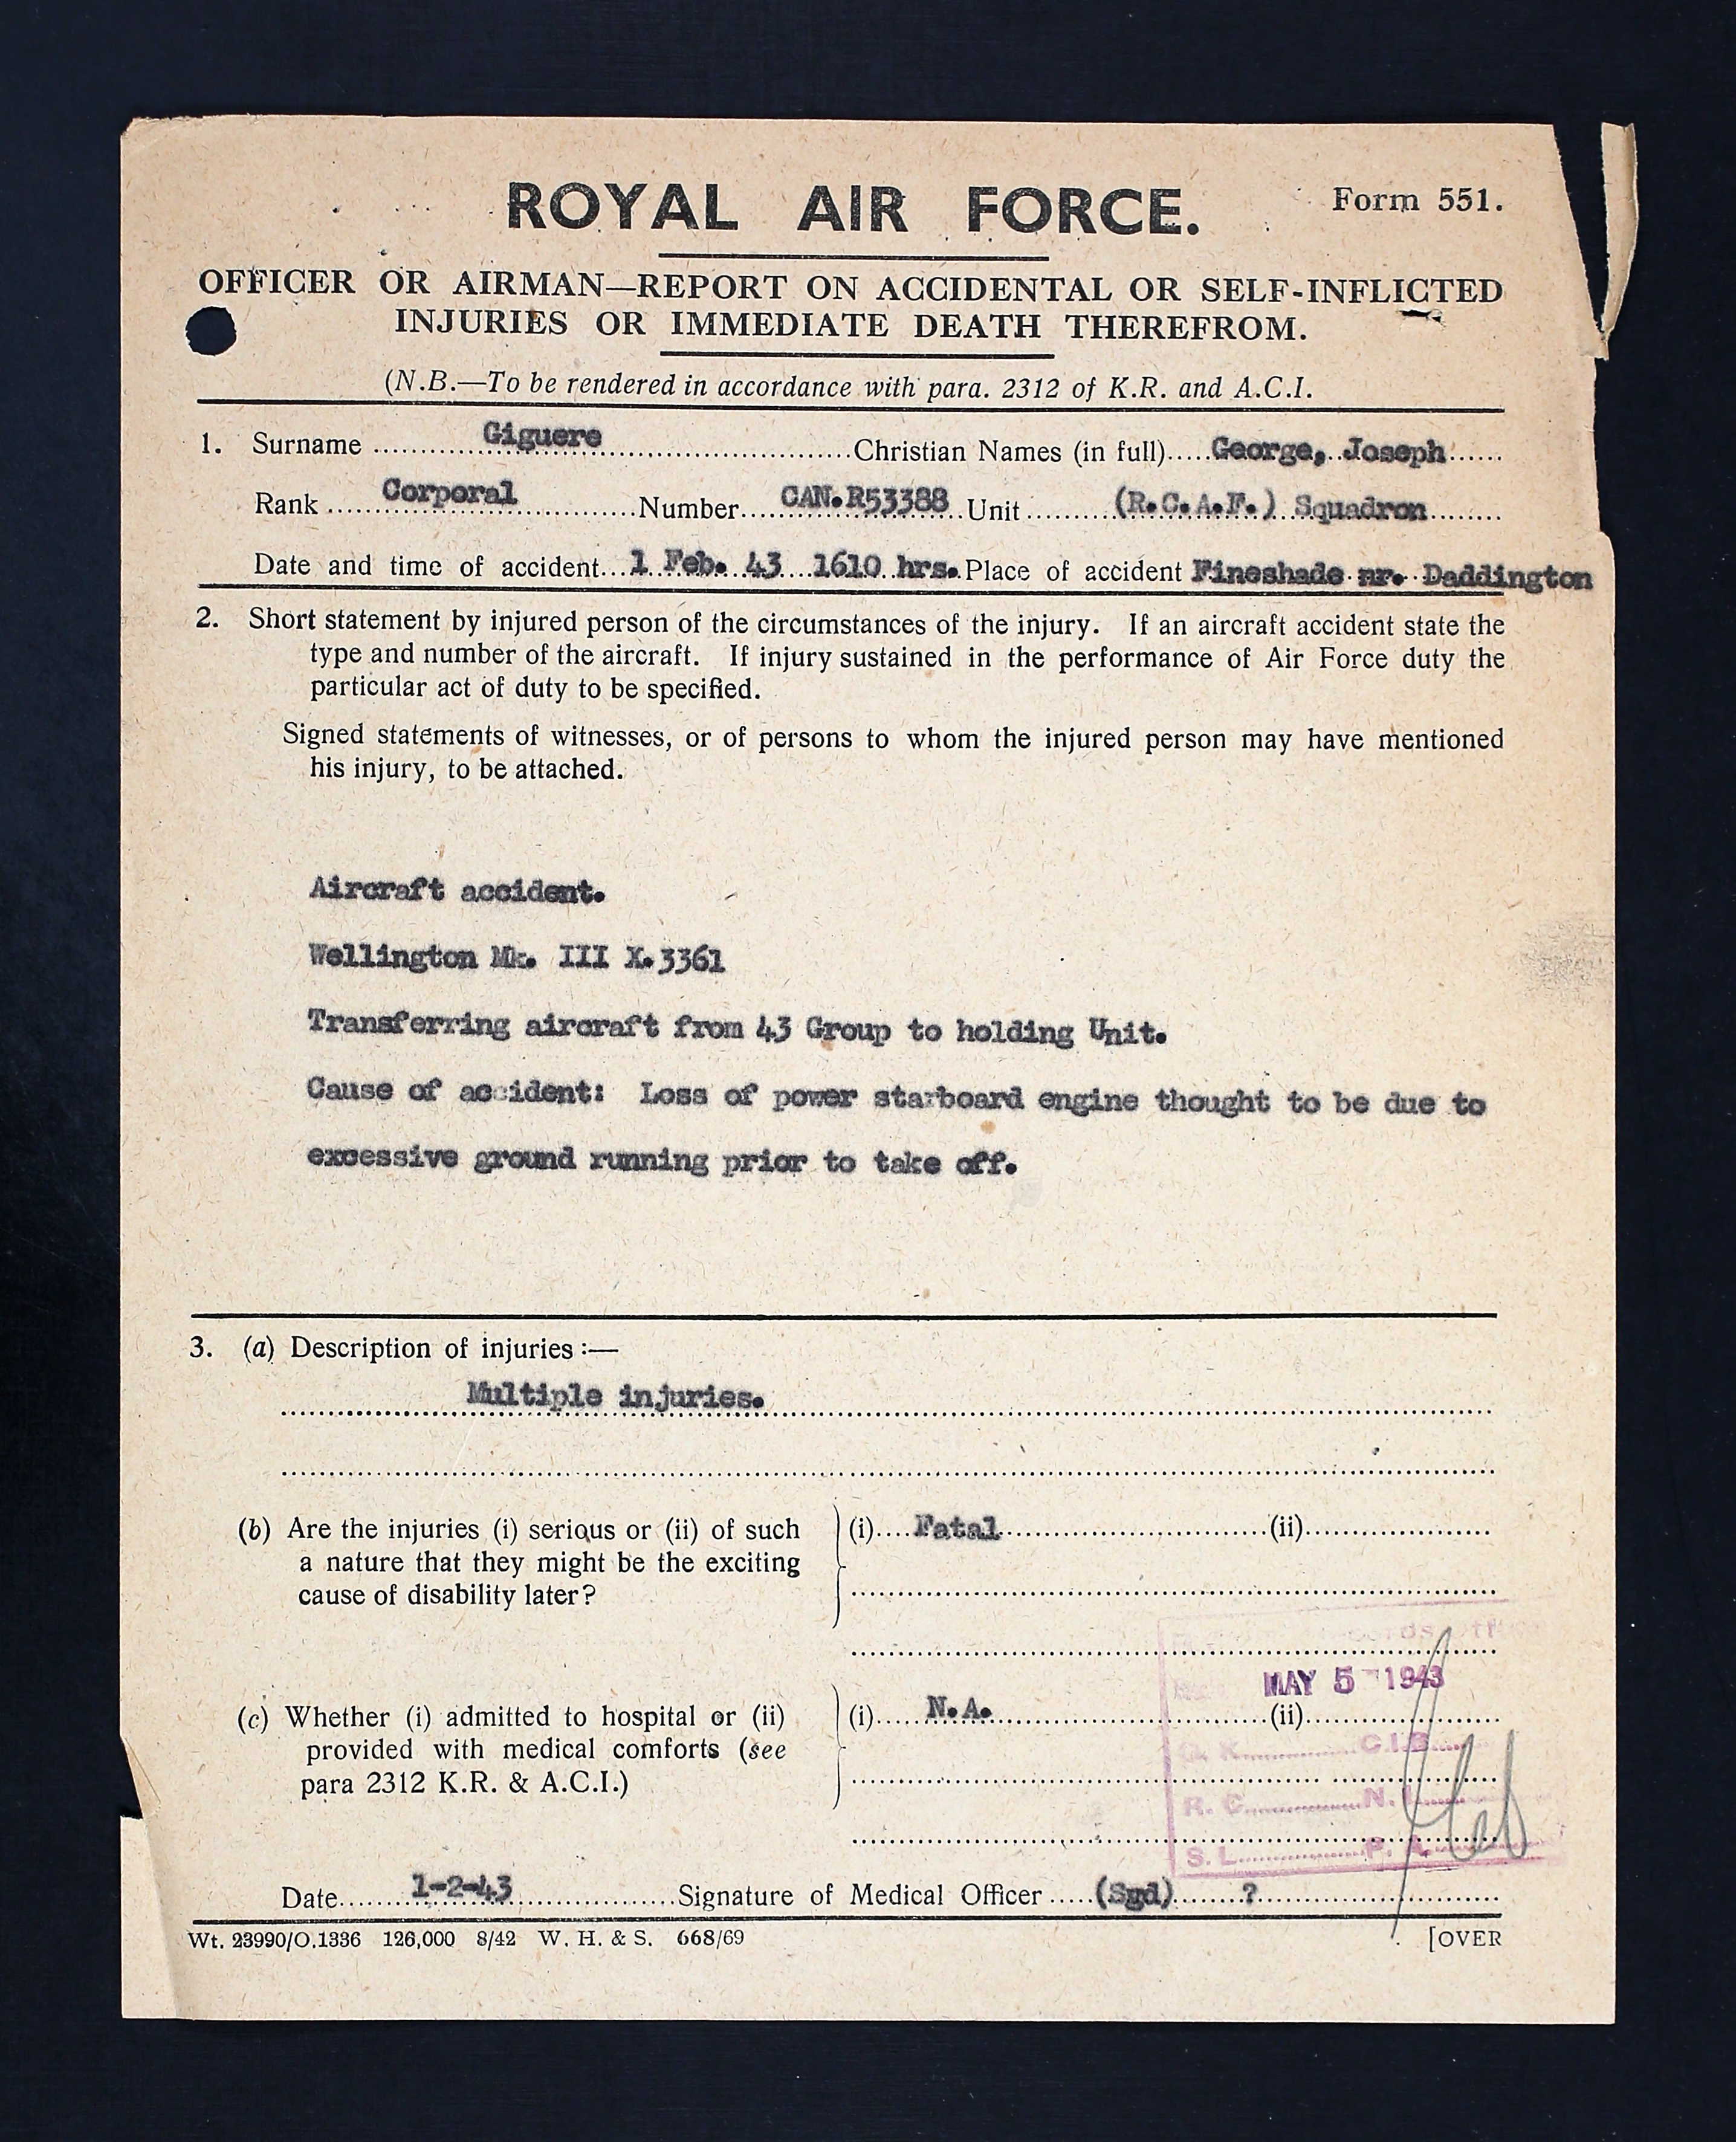 ROYAL AIR FORCE. Form 551.
OFFICER OR AIRMAN—REPORT ON ACCIDENTAL OR SELF-INFLICTED
INJURIES OR IMMEDIATE DEATH THEREFROM.
(N.B.—To be rendered in accordance with para. 2312 of K.R. and A.C.I.
1. Surname Giguere Christian Names (in full) George, Joseph
Rank Corporal Number CAN.R53388 Unit (R.C.A.F.) Squadron
Date and time of accident 1 Feb. 43 1610 hrs. Place of accident Fineshade nr. Daddington
2. Short statement by injured person of the circumstances of the injury. If an aircraft accident state the
type and number of the aircraft. If injury sustained in the performance of Air Force duty the
particular act of duty to be specified.
Signed statements of witnesses, or of persons to whom the injured person may have mentioned
his injury, to be attached.
Aircraft accident.
Wellington Mk. III X.3361
Transferring aircraft from 43 Group to holding Unit.
Cause of accident: Loss of power starboard engine thought to be due to
excessive ground running prior to take off.
3. (a) Description of injuries :—
Multiple injuries.
(b) Are the injuries (i) serious or (ii) of such
a nature that they might be the exciting
cause of disability later?
(i) Fatal (ii)
MAY 5 1943
(c) Whether (i) admitted to hospital or (ii)
provided with medical comforts (see
para 2312 K.R. & A.C.I.)
(i) N.A. (ii)
C.I.B.
R. C. N. I.
S. L. P. A.
Date 1-2-43 Signature of Medical Officer (Sgd) ?
Wt. 23990/O.1336 126,000 8/42 W. H. & S. 668/69 [OVER